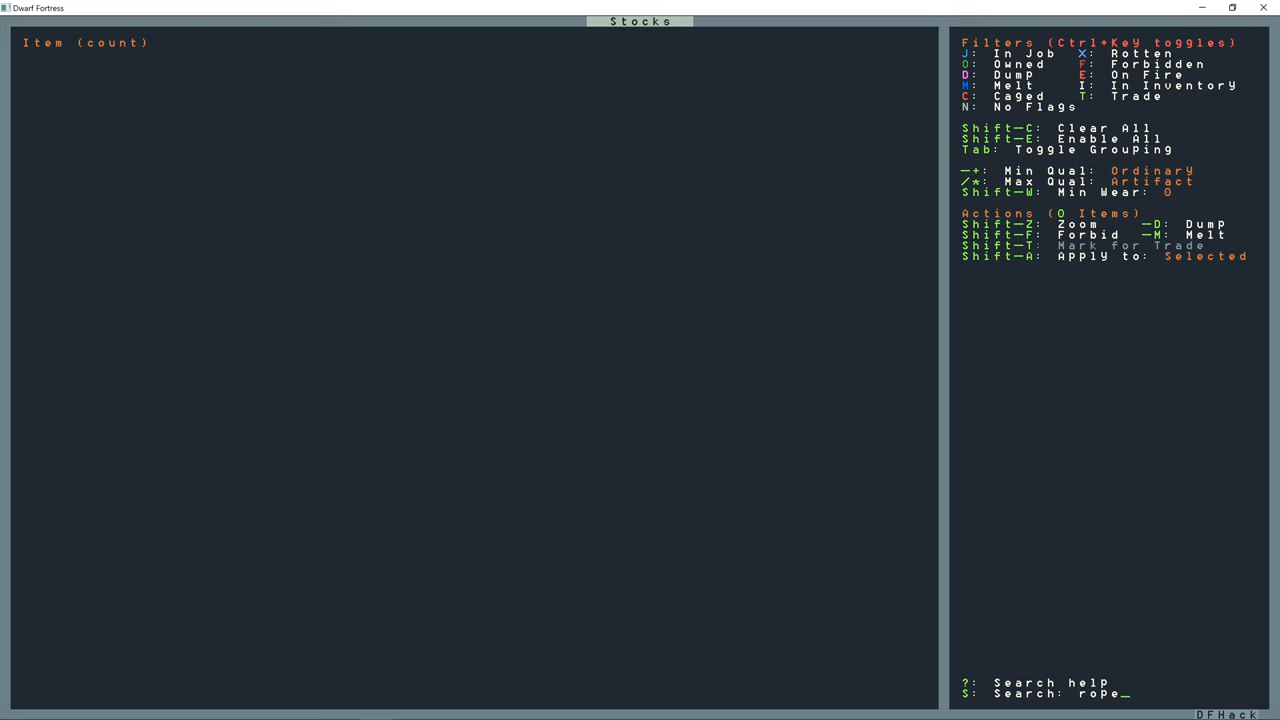 Dwarf Fortress
Stocks
Item (count)
Filters (Ctrl+Key toggles)
J: In Job X: Rotten
O: Owned F: Forbidden
D: Dump E: On Fire
M: Melt I: In Inventory
C: Caged T: Trade
N: No Flags
Shift-C: Clear All
Shift-E: Enable All
Tab: Toggle Grouping
-+: Min Qual: Ordinary
/*: Max Qual: Artifact
Shift-W: Min Wear: 0
Actions (0 Items)
Shift-Z: Zoom -D: Dump
Shift-F: Forbid -M: Melt
Shift-T: Mark for Trade
Shift-A: Apply to: Selected
?: Search help
S: Search: rope_
DFHack